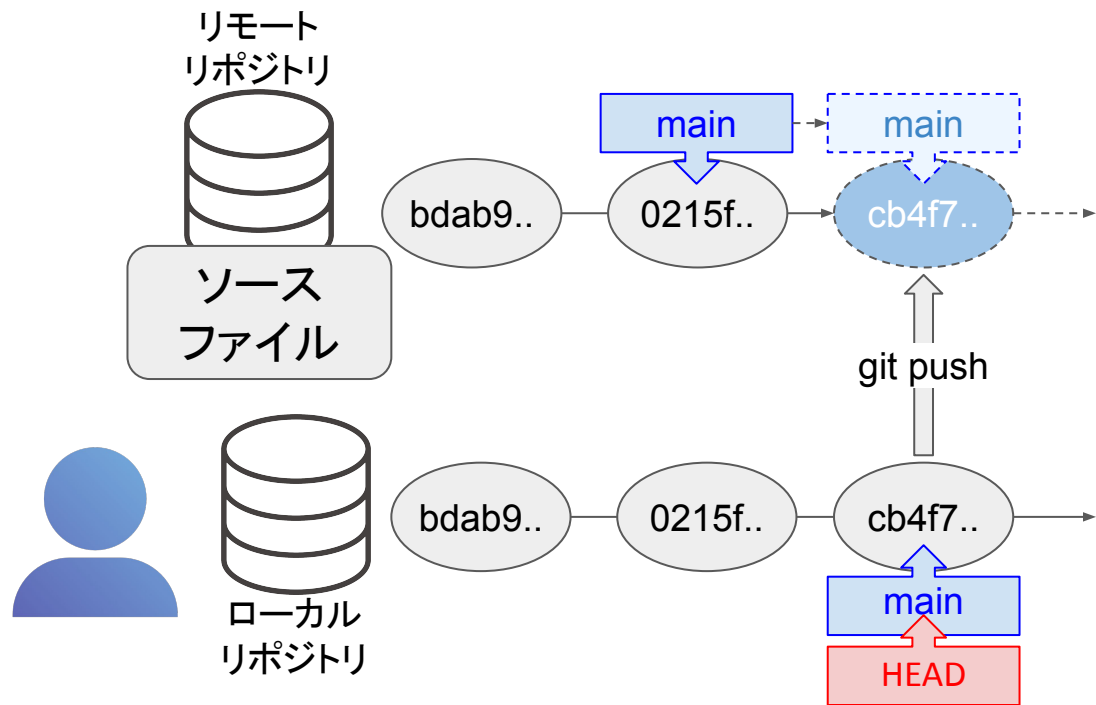 リモート
リポジトリ
main
main
bdab9..
0215f..
cb4f7..
ソース
ファイル
git push
bdab9..
0215f..
cb4f7..
ローカル
リポジトリ
main
HEAD